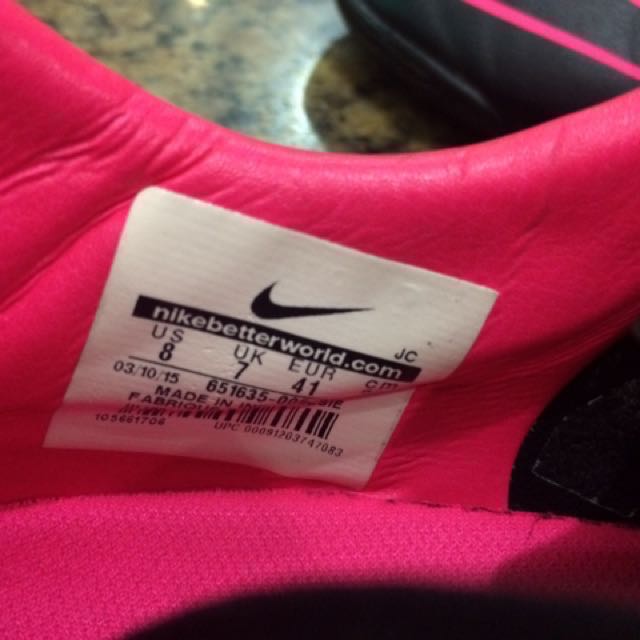 nikebetterworld.com
JC
US UK EUR cm
8 7 41
03/10/15 651635-
MADE IN
105661706
UPC 00091203747083